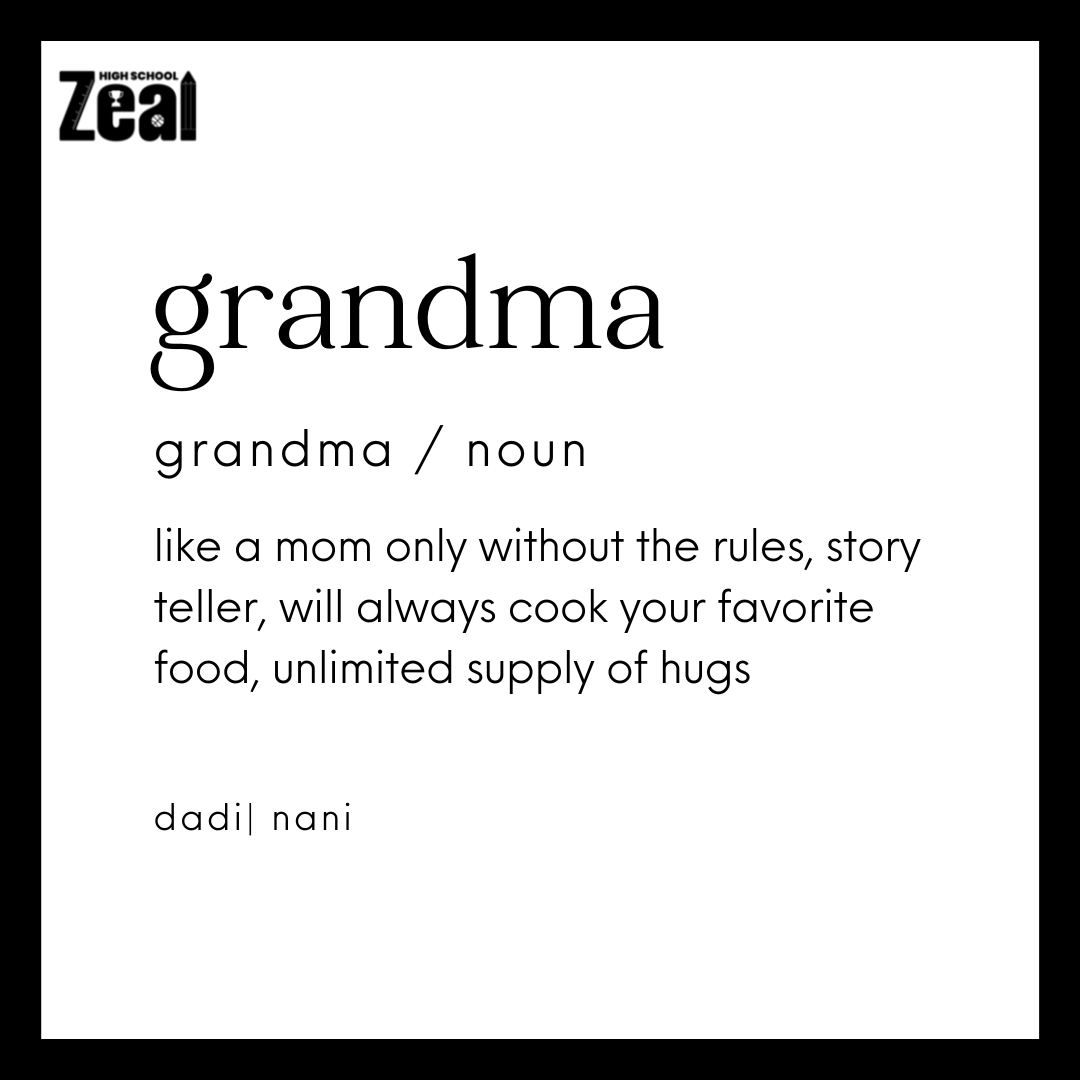 HIGH SCHOOL
Zeal
grandma
grandma / noun
like a mom only without the rules, story
teller, will always cook your favorite
food, unlimited supply of hugs
dadi| nani